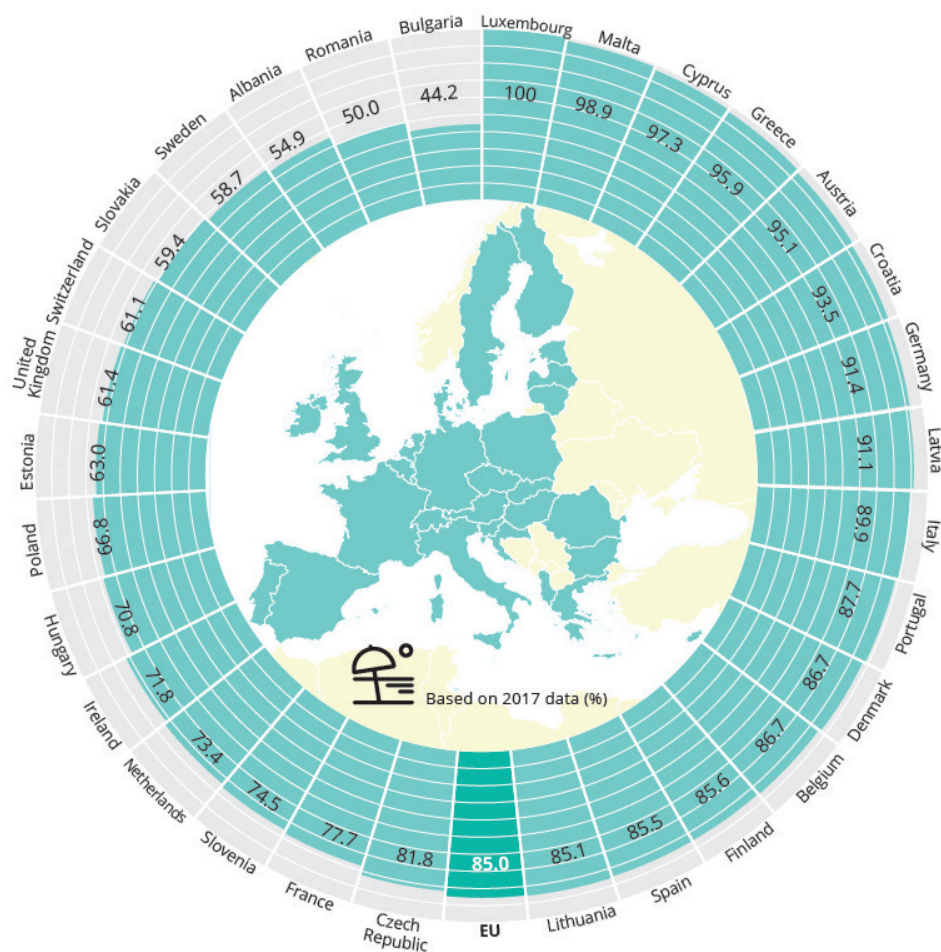 Luxembourg
100
Malta
98.9
Cyprus
97.3
Greece
95.9
Austria
95.1
Croatia
93.5
Germany
91.4
Latvia
91.1
Italy
89.9
Portugal
87.7
Denmark
86.7
Belgium
86.7
Finland
85.6
Spain
85.5
Lithuania
85.1
EU
85.0
Czech
Republic
81.8
France
77.7
Slovenia
74.5
Netherlands
73.4
Ireland
71.8
Hungary
70.8
Poland
66.8
Estonia
63.0
United
Kingdom
61.4
Switzerland
61.1
Slovakia
59.4
Sweden
58.7
Albania
54.9
Romania
50.0
Bulgaria
44.2
Based on 2017 data (%)